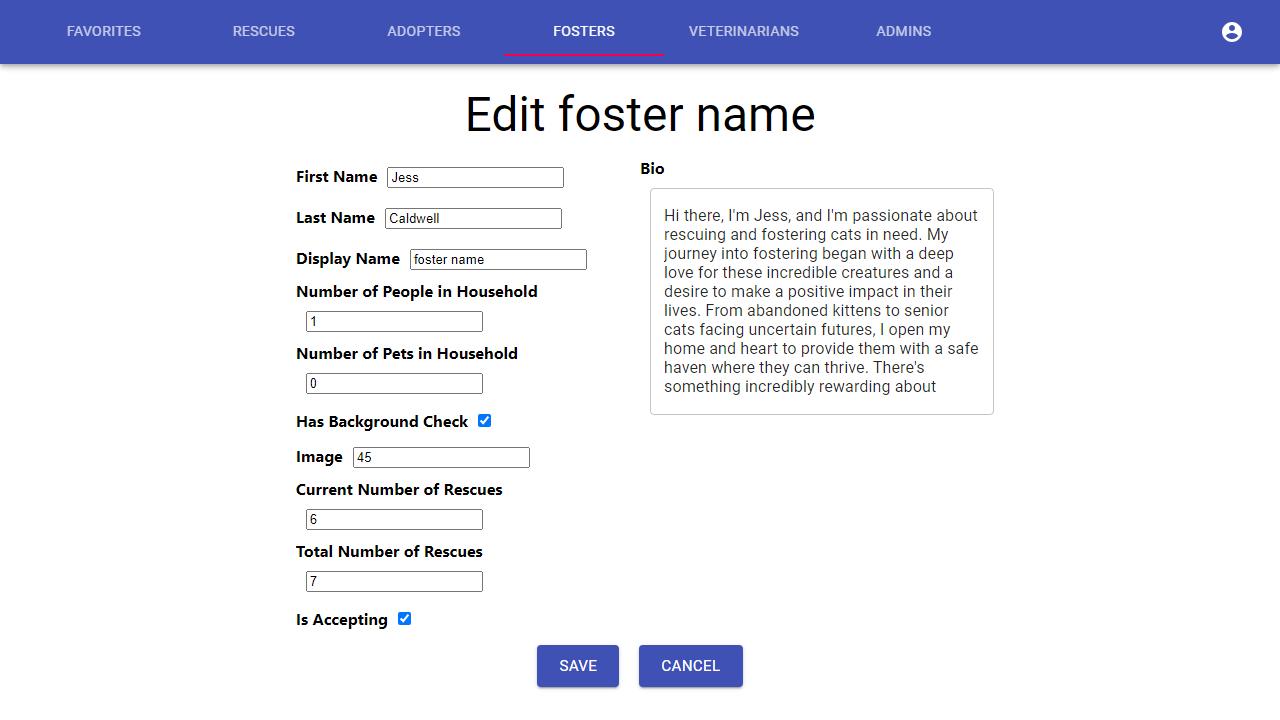 FAVORITES RESCUES ADOPTERS FOSTERS VETERINARIANS ADMINS
Edit foster name
First Name Jess
Last Name Caldwell
Display Name foster name
Number of People in Household
1
Number of Pets in Household
0
Has Background Check
Image 45
Current Number of Rescues
6
Total Number of Rescues
7
Is Accepting
Bio
Hi there, I'm Jess, and I'm passionate about
rescuing and fostering cats in need. My
journey into fostering began with a deep
love for these incredible creatures and a
desire to make a positive impact in their
lives. From abandoned kittens to senior
cats facing uncertain futures, I open my
home and heart to provide them with a safe
haven where they can thrive. There's
something incredibly rewarding about
SAVE CANCEL